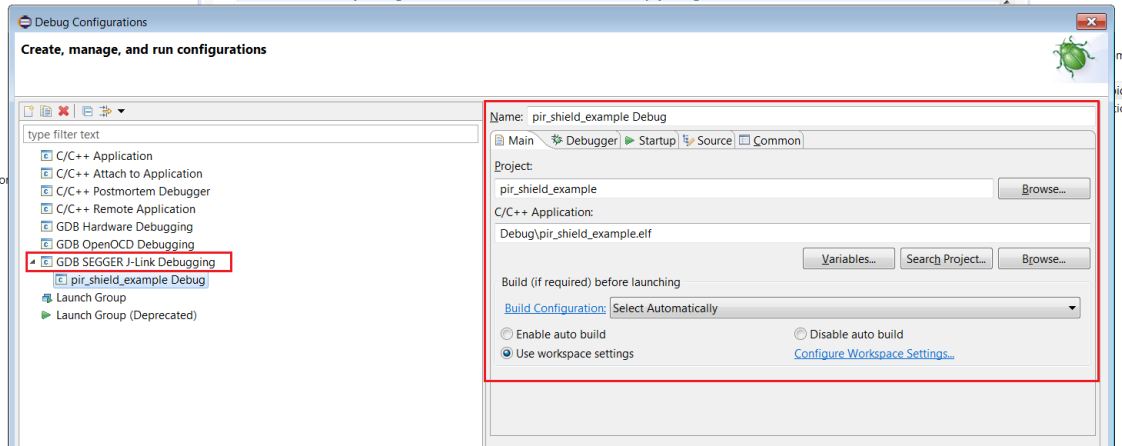 Debug Configurations
Create, manage, and run configurations
type filter text
C/C++ Application
C/C++ Attach to Application
C/C++ Postmortem Debugger
C/C++ Remote Application
GDB Hardware Debugging
GDB OpenOCD Debugging
GDB SEGGER J-Link Debugging
pir_shield_example Debug
Launch Group
Launch Group (Deprecated)
Name: pir_shield_example Debug
Main Debugger Startup Source Common
Project:
pir_shield_example Browse...
C/C++ Application:
Debug\pir_shield_example.elf
Variables... Search Project... Browse...
Build (if required) before launching
Build Configuration: Select Automatically
Enable auto build Disable auto build
Use workspace settings Configure Workspace Settings...